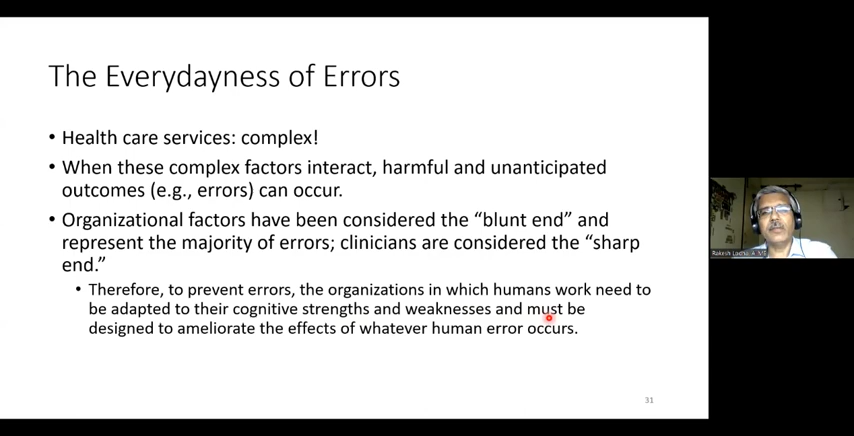 The Everydayness of Errors
• Health care services: complex!
• When these complex factors interact, harmful and unanticipated
outcomes (e.g., errors) can occur.
• Organizational factors have been considered the “blunt end” and
represent the majority of errors; clinicians are considered the “sharp
end.”
• Therefore, to prevent errors, the organizations in which humans work need to
be adapted to their cognitive strengths and weaknesses and must be
designed to ameliorate the effects of whatever human error occurs.
31
Rakesh